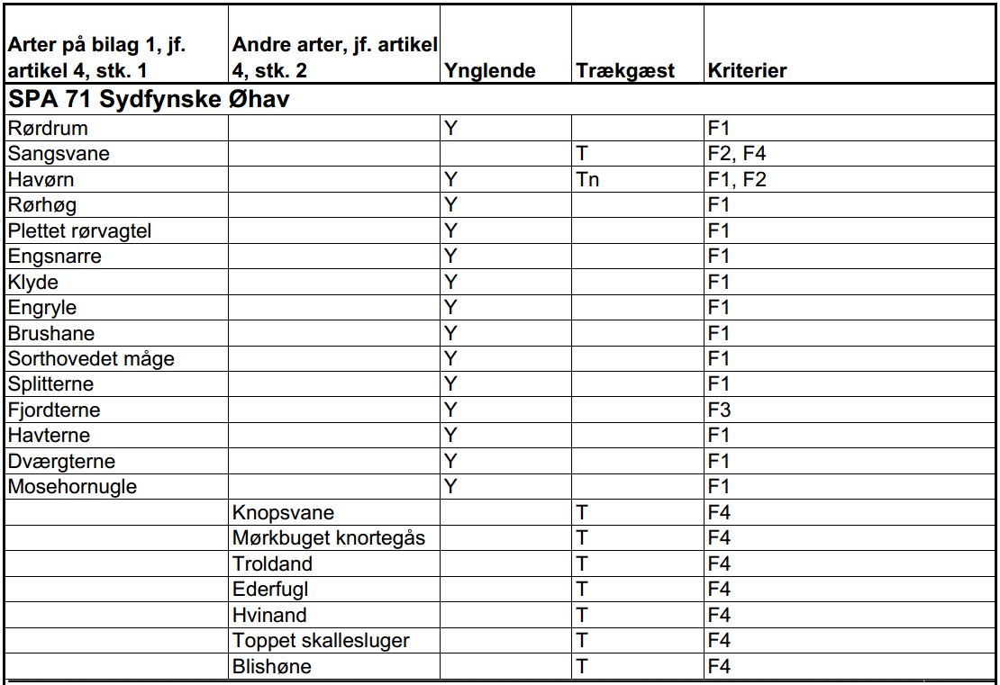 Arter på bilag 1, jf. artikel 4, stk. 1 Andre arter, jf. artikel 4, stk. 2 Ynglende Trækgæst Kriterier
SPA 71 Sydfynske Øhav
Rørdrum Y F1
Sangsvane T F2, F4
Havørn Y Tn F1, F2
Rørhøg Y F1
Plettet rørvagtel Y F1
Engsnarre Y F1
Klyde Y F1
Engryle Y F1
Brushane Y F1
Sorthovedet måge Y F1
Splitterne Y F1
Fjordterne Y F3
Havterne Y F1
Dværgterne Y F1
Mosehornugle Y F1
Knopsvane T F4
Mørkbuget knortegås T F4
Troldand T F4
Ederfugl T F4
Hvinand T F4
Toppet skallesluger T F4
Blishøne T F4